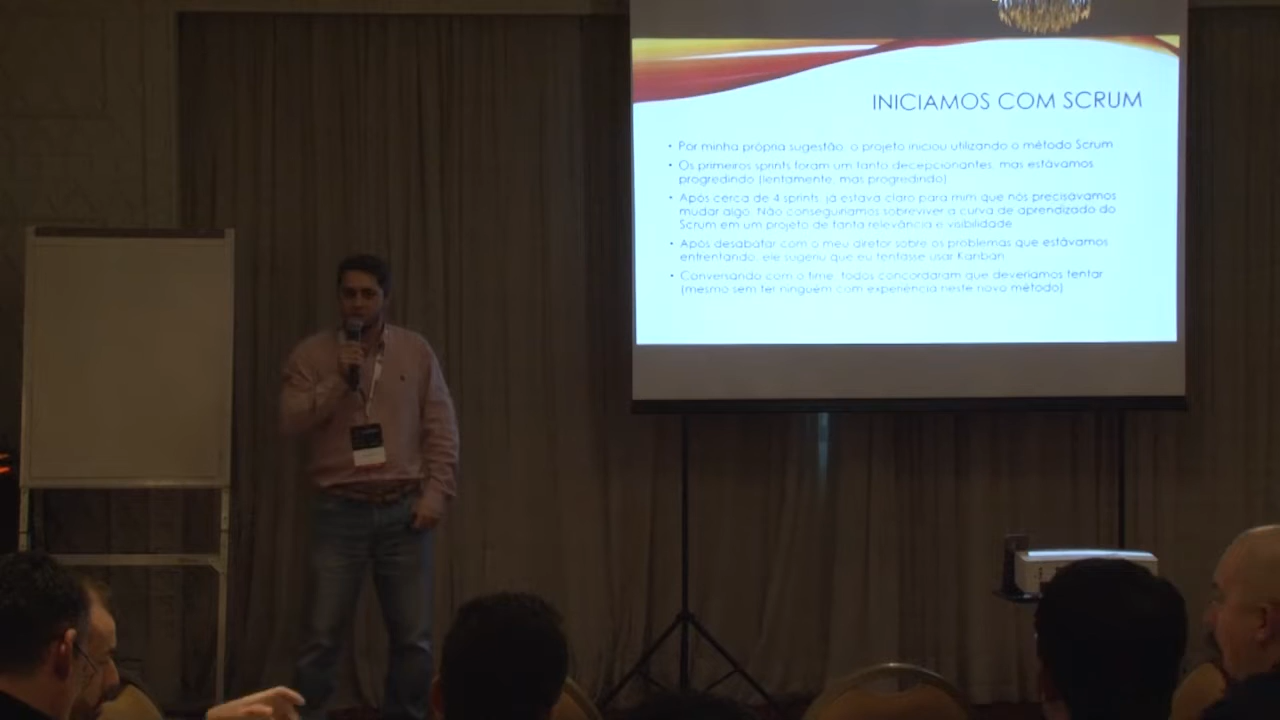 INICIAMOS COM SCRUM
• Por minha própria sugestão, o projeto iniciou utilizando o método Scrum
• Os primeiros sprints foram um tanto decepcionantes, mas estávamos
progredindo (lentamente, mas progredindo)
• Após cerca de 4 sprints, já estava claro para mim que nós precisávamos
mudar algo. Não conseguiríamos sobreviver a curva de aprendizado do
Scrum em um projeto de tanta relevância e visibilidade
• Após desabafar com o meu diretor sobre os problemas que estávamos
enfrentando, ele sugeriu que eu tentasse usar Kanban
• Conversando com o time, todos concordaram que deveríamos tentar
(mesmo sem ter ninguém com experiência neste novo método)